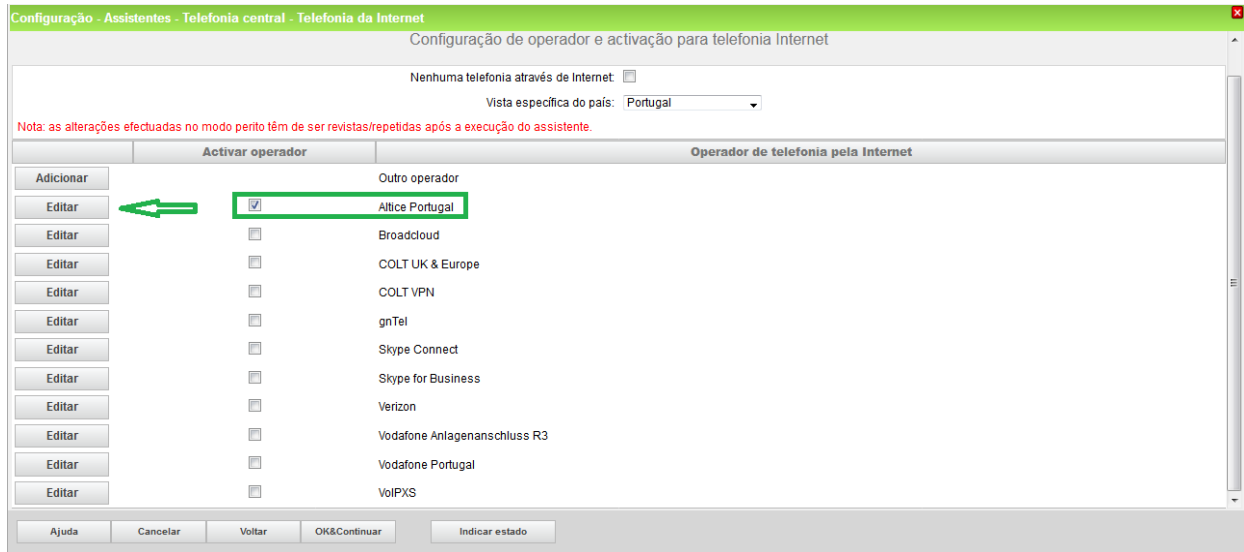 Configuração - Assistentes - Telefonia central - Telefonia da Internet
Configuração de operador e activação para telefonia Internet
Nenhuma telefonia através de Internet:
Vista específica do país: Portugal
Nota: as alterações efectuadas no modo perito têm de ser revistas/repetidas após a execução do assistente.
Activar operador Operador de telefonia pela Internet
Adicionar Outro operador
Editar Altice Portugal
Editar Broadcloud
Editar COLT UK & Europe
Editar COLT VPN
Editar gnTel
Editar Skype Connect
Editar Skype for Business
Editar Verizon
Editar Vodafone Anlagenanschluss R3
Editar Vodafone Portugal
Editar VoIPXS
Ajuda Cancelar Voltar OK&Continuar Indicar estado